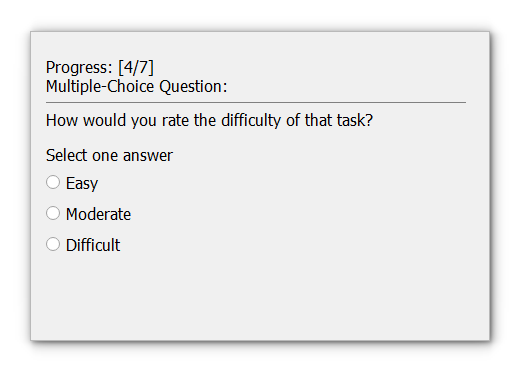 Progress: [4/7]
Multiple-Choice Question:
How would you rate the difficulty of that task?
Select one answer
Easy
Moderate
Difficult